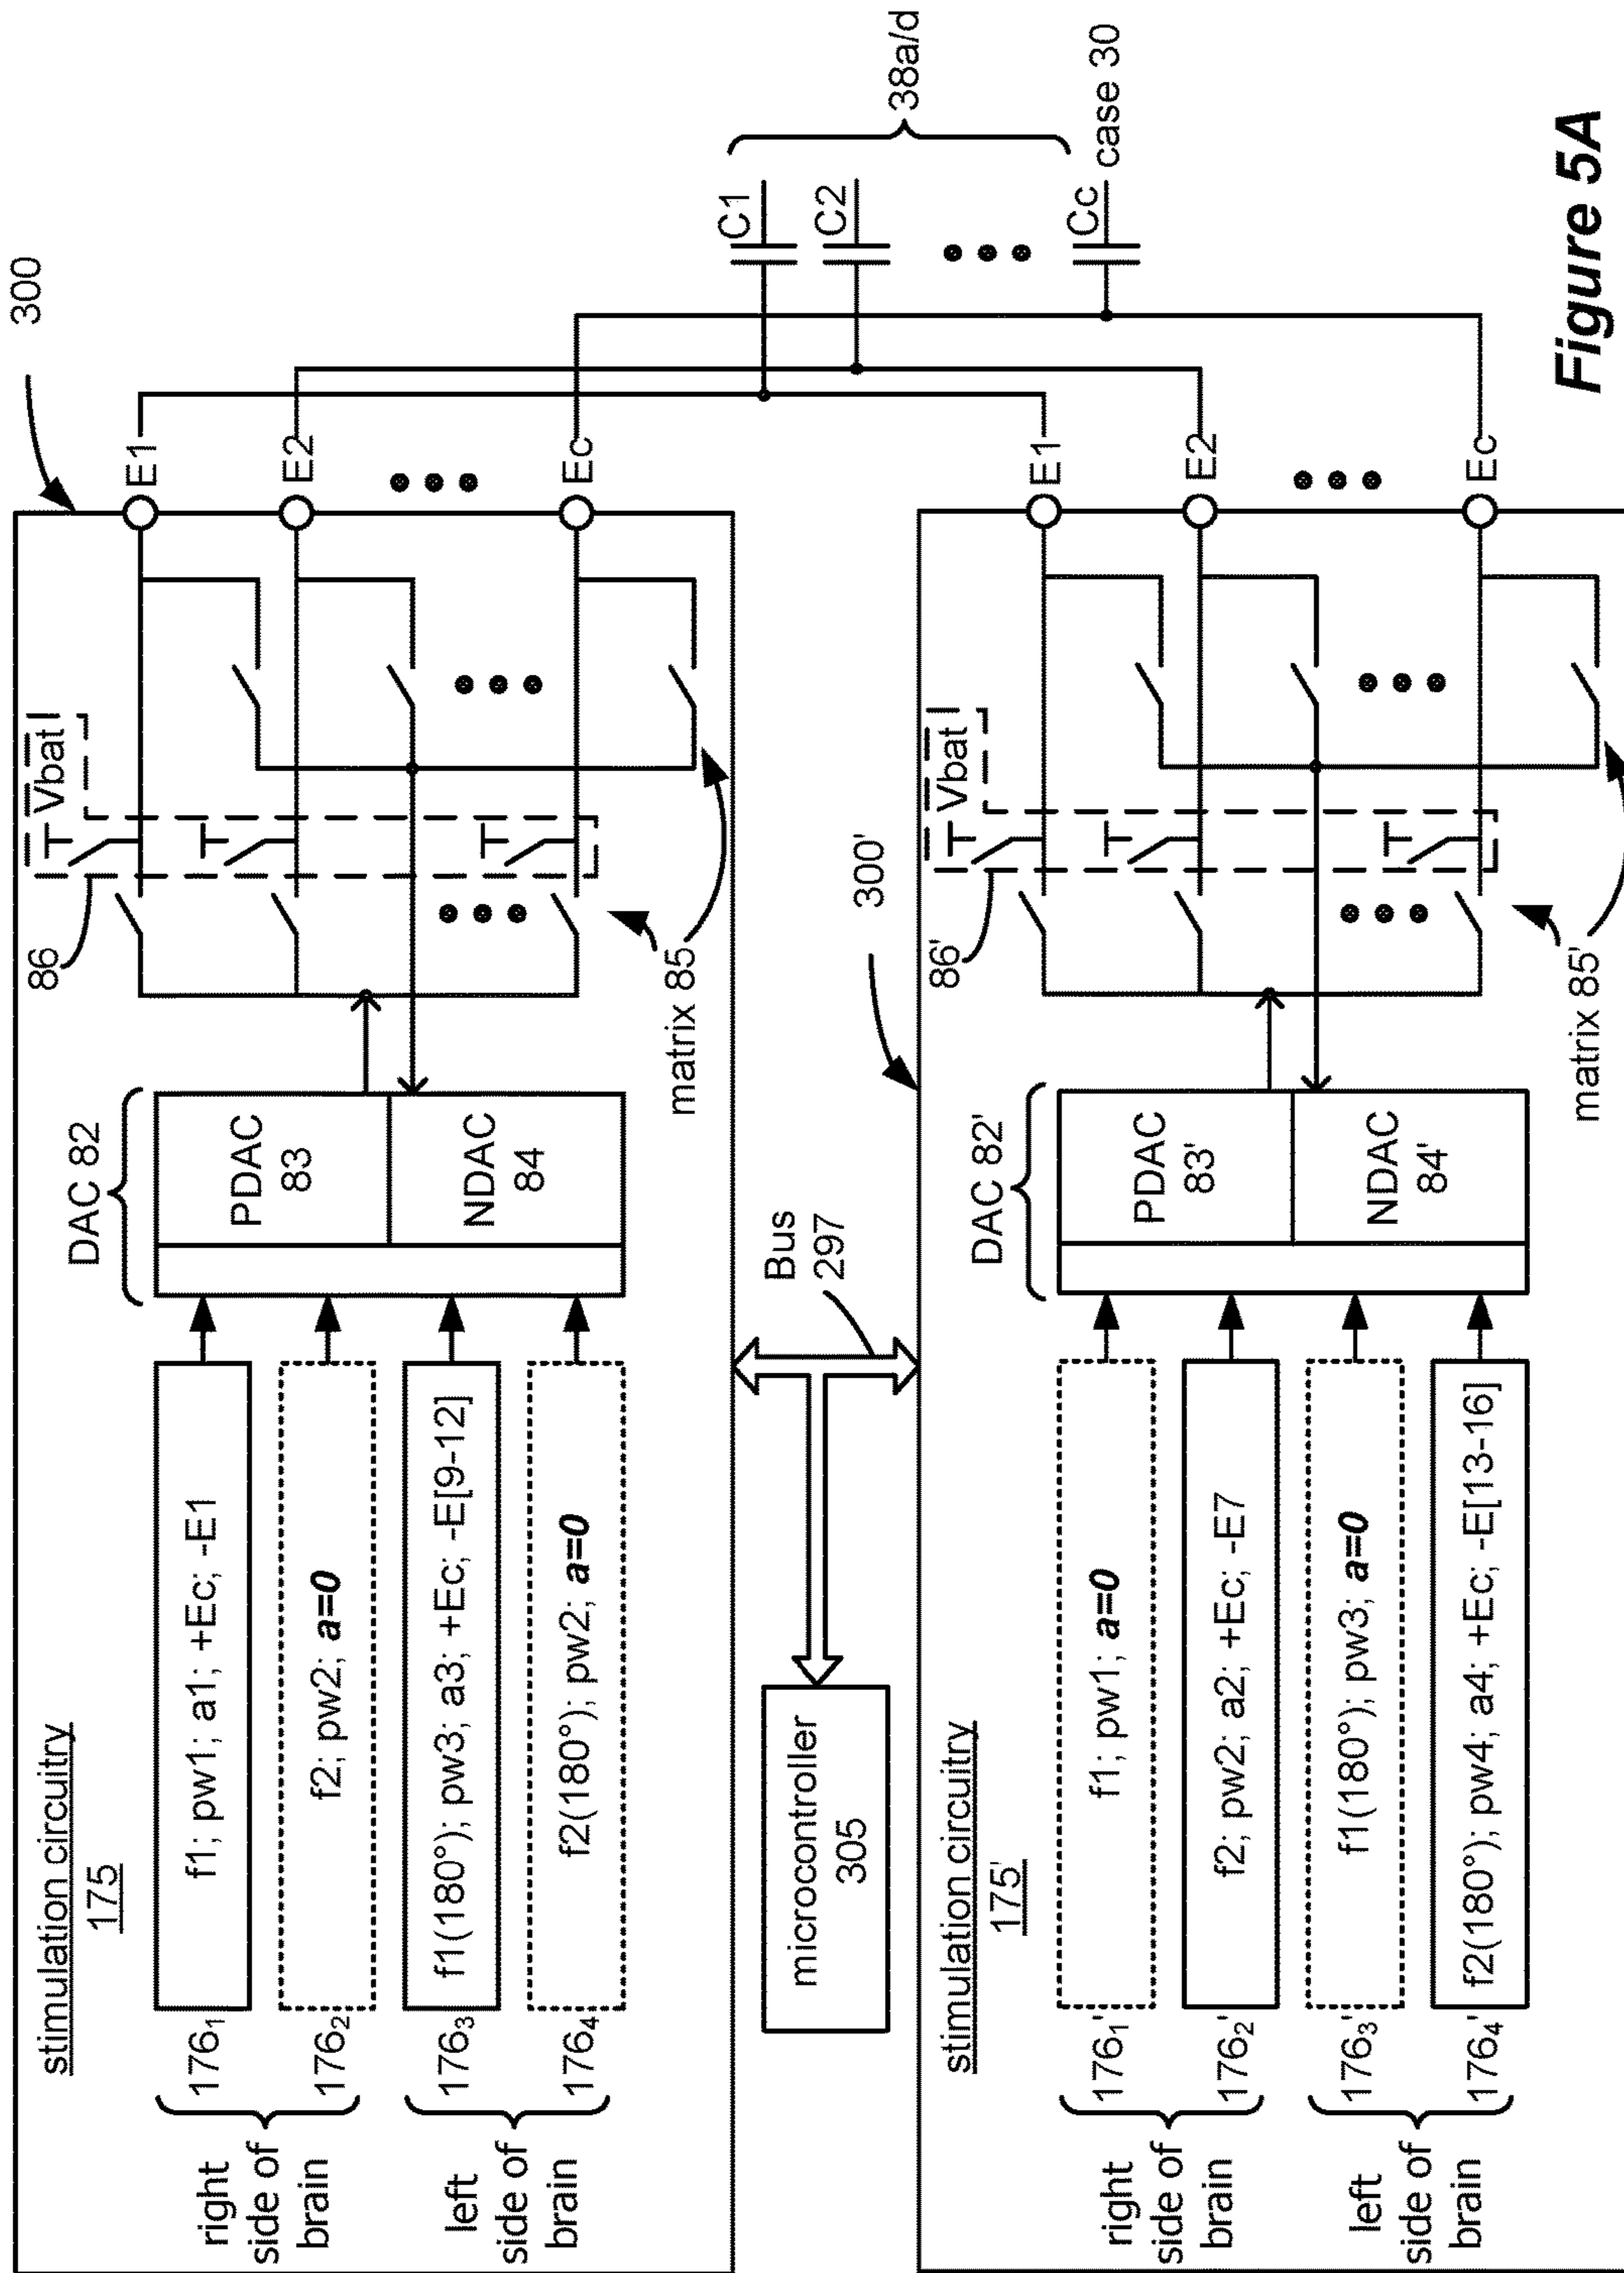 300
stimulation circuitry
175
right
side of
brain
left
side of
brain
176₁
176₂
176₃
176₄
f1; pw1; a1; +Ec; -E1
f2; pw2; a=0
f1(180°); pw3; a3; +Ec; -E[9-12]
f2(180°); pw2; a=0
DAC 82
PDAC
83
NDAC
84
86
Vbat
matrix 85
E1
E2
Ec
microcontroller
305
Bus
297
C1
C2
Cc
38a/d
case 30
300'
stimulation circuitry
175'
right
side of
brain
left
side of
brain
176₁'
176₂'
176₃'
176₄'
f1; pw1; a=0
f2; pw2; a2; +Ec; -E7
f1(180°); pw3; a=0
f2(180°); pw4; a4; +Ec; -E[13-16]
DAC 82'
PDAC
83'
NDAC
84'
86'
Vbat
matrix 85'
E1
E2
Ec
Figure 5A